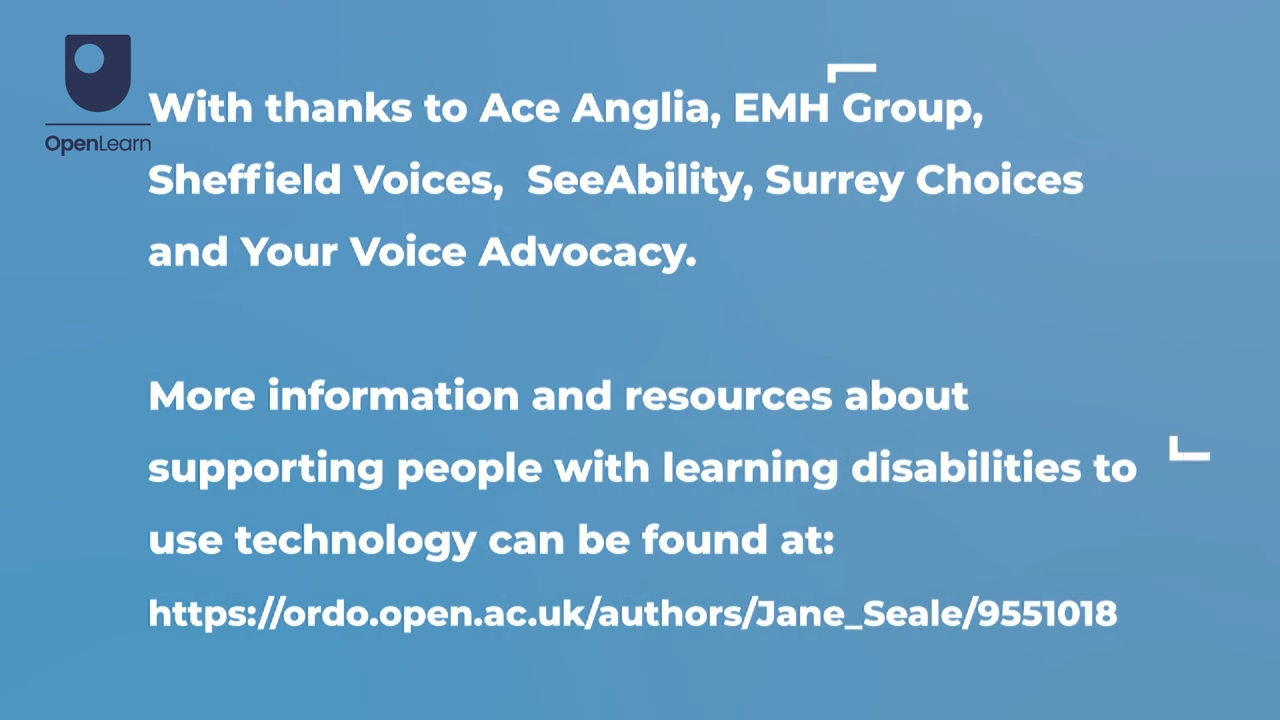 OpenLearn
With thanks to Ace Anglia, EMH Group,
Sheffield Voices,  SeeAbility, Surrey Choices
and Your Voice Advocacy.
More information and resources about
supporting people with learning disabilities to
use technology can be found at:
https://ordo.open.ac.uk/authors/Jane_Seale/9551018